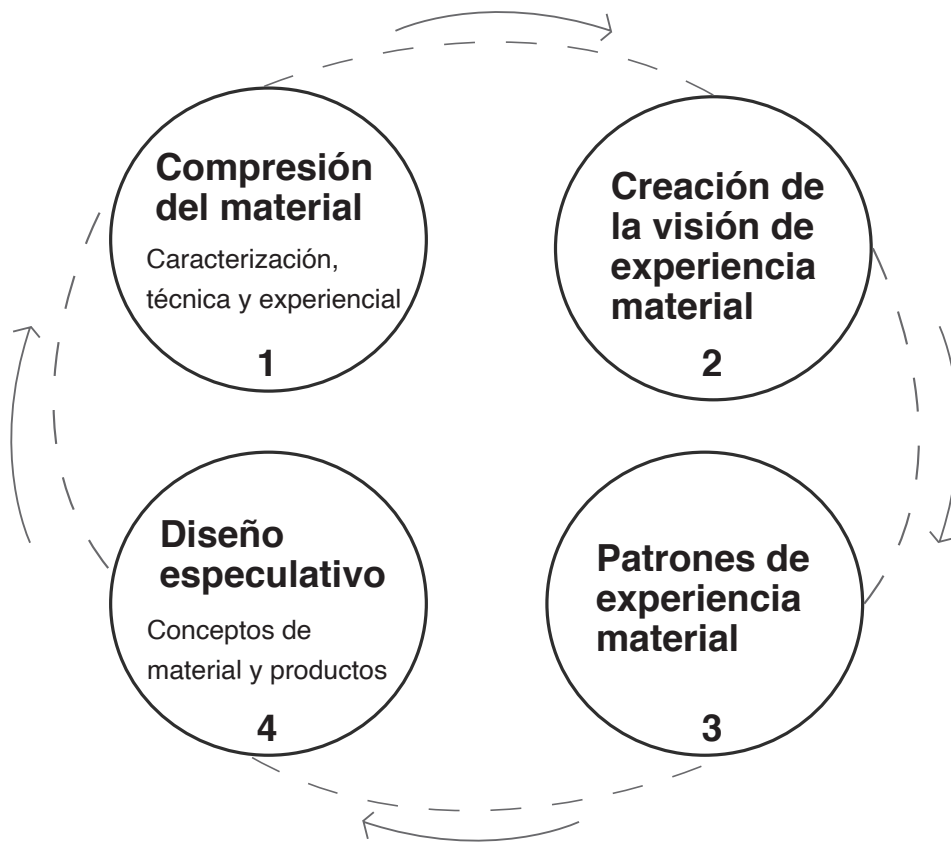 Compresión
del material
Caracterización,
técnica y experiencial
1
Creación de
la visión de
experiencia
material
2
Patrones de
experiencia
material
3
Diseño
especulativo
Conceptos de
material y productos
4